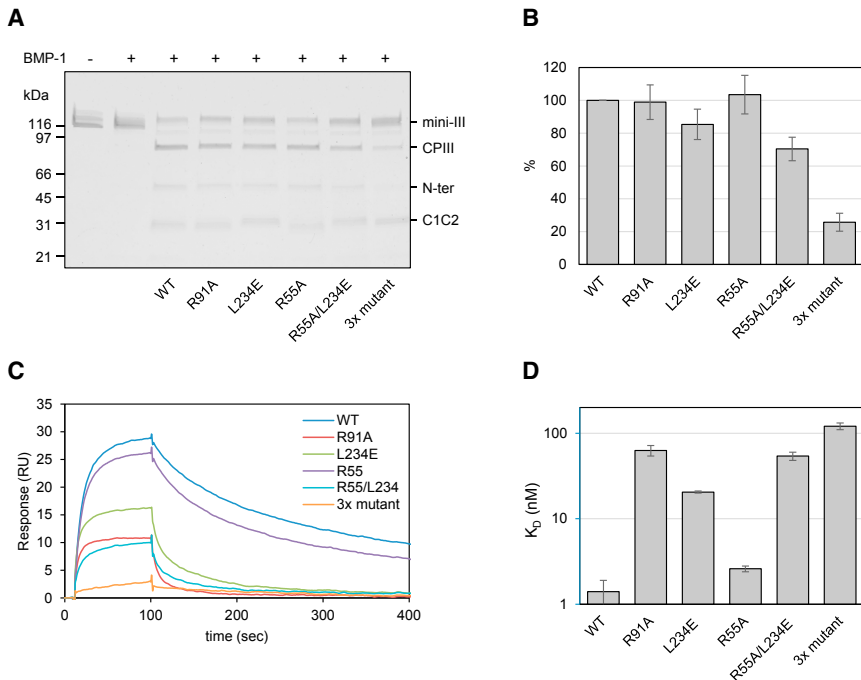 A
BMP-1 - + + + + + + +
kDa
116
97
66
45
31
21
mini-III
CPIII
N-ter
C1C2
WT R91A L234E R55A R55A/L234E 3x mutant
B
120
100
80
60
40
20
0
%
WT R91A L234E R55A R55A/L234E 3x mutant
C
35
30
25
20
15
10
5
0
Response (RU)
WT
R91A
L234E
R55
R55/L234
3x mutant
0 100 200 300 400
time (sec)
D
100
10
1
KD (nM)
WT R91A L234E R55A R55A/L234E 3x mutant